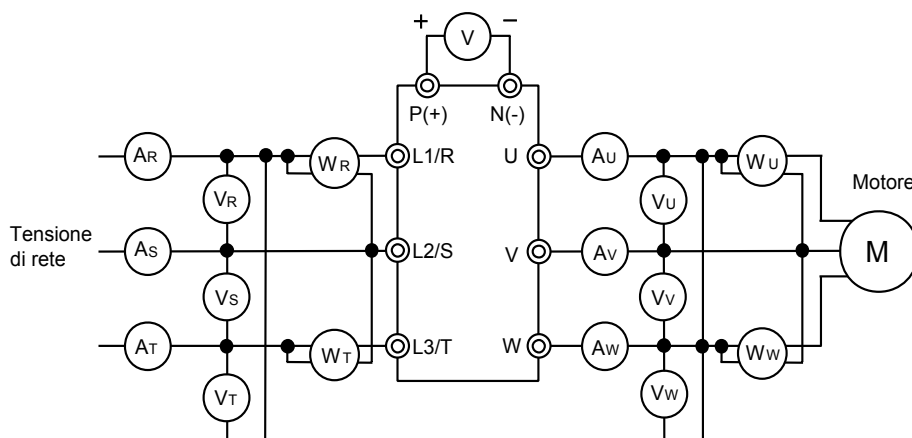 + V −
P(+) N(-)
AR WR L1/R U AU WU
Motore
VR VU
Tensione
di rete
AS L2/S V AV M
VS VV
AT WT L3/T W AW WW
VT VW